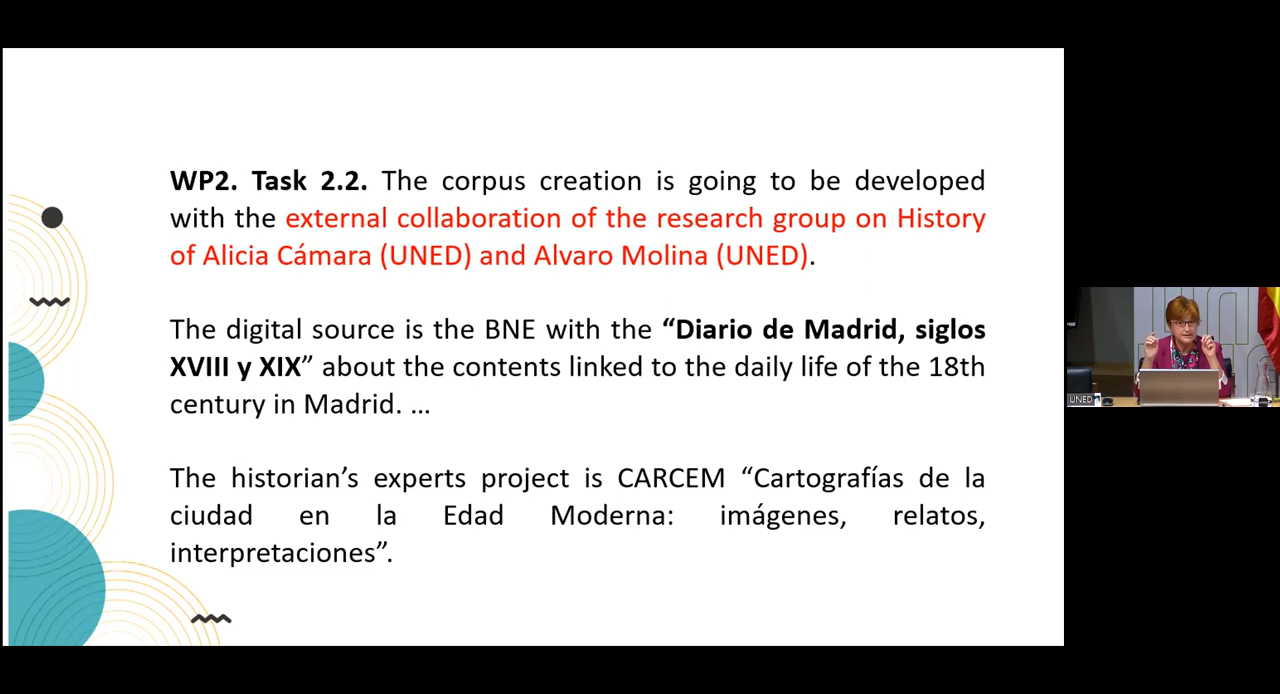 WP2. Task 2.2. The corpus creation is going to be developed
with the external collaboration of the research group on History
of Alicia Cámara (UNED) and Alvaro Molina (UNED).
The digital source is the BNE with the “Diario de Madrid, siglos
XVIII y XIX” about the contents linked to the daily life of the 18th
century in Madrid. ...
The historian’s experts project is CARCEM “Cartografías de la
ciudad en la Edad Moderna: imágenes, relatos,
interpretaciones”.
UNED